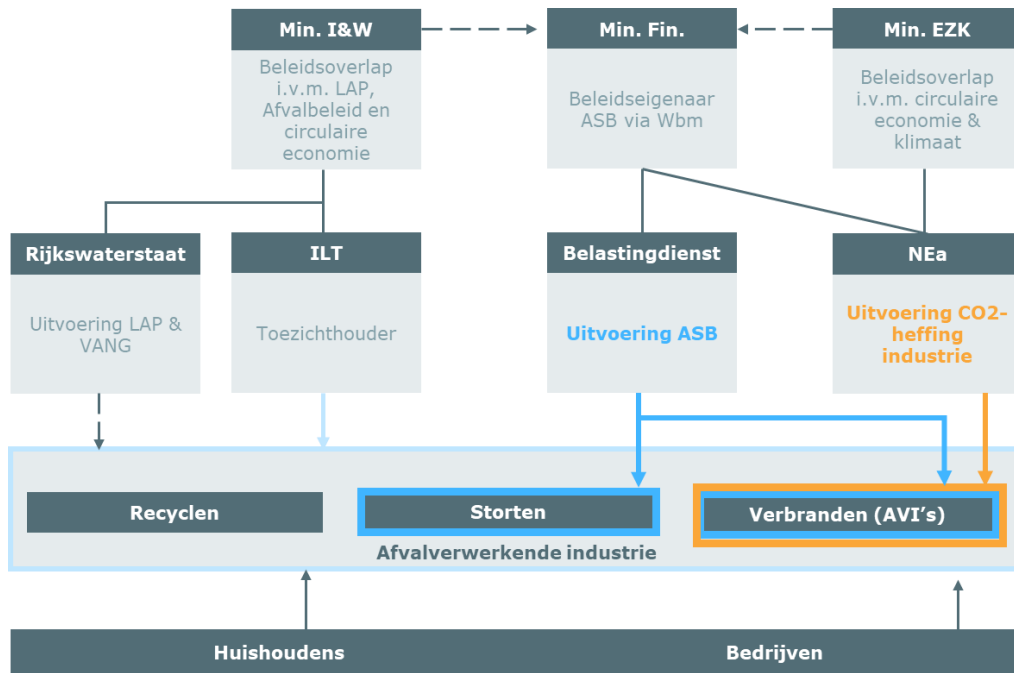 Min. I&W
Beleidsoverlap
i.v.m. LAP,
Afvalbeleid en
circulaire
economie
Min. Fin.
Beleidseigenaar
ASB via Wbm
Min. EZK
Beleidsoverlap
i.v.m. circulaire
economie &
klimaat
Rijkswaterstaat
Uitvoering LAP &
VANG
ILT
Toezichthouder
Belastingdienst
Uitvoering ASB
NEa
Uitvoering CO2-
heffing
industrie
Recyclen
Storten
Verbranden (AVI's)
Afvalverwerkende industrie
Huishoudens
Bedrijven